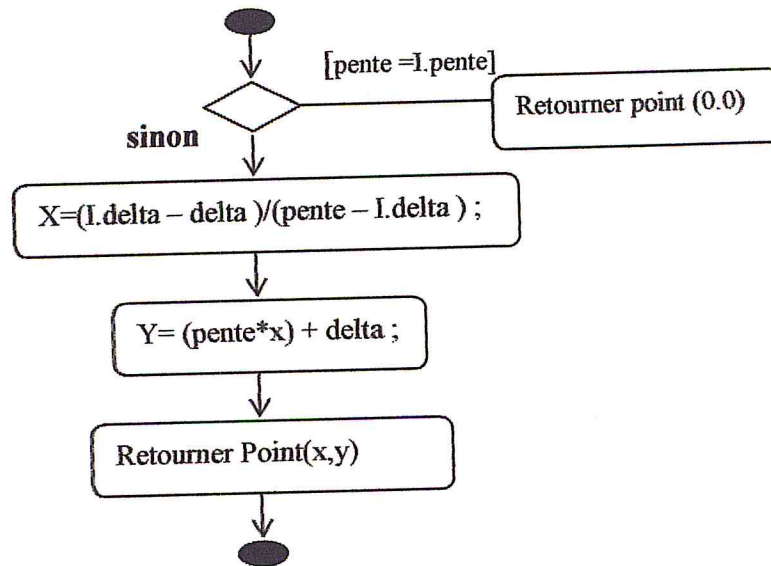 [pente =I.pente]
Retourner point (0.0)
sinon
X=(I.delta – delta )/(pente – I.delta ) ;
Y= (pente*x) + delta ;
Retourner Point(x,y)